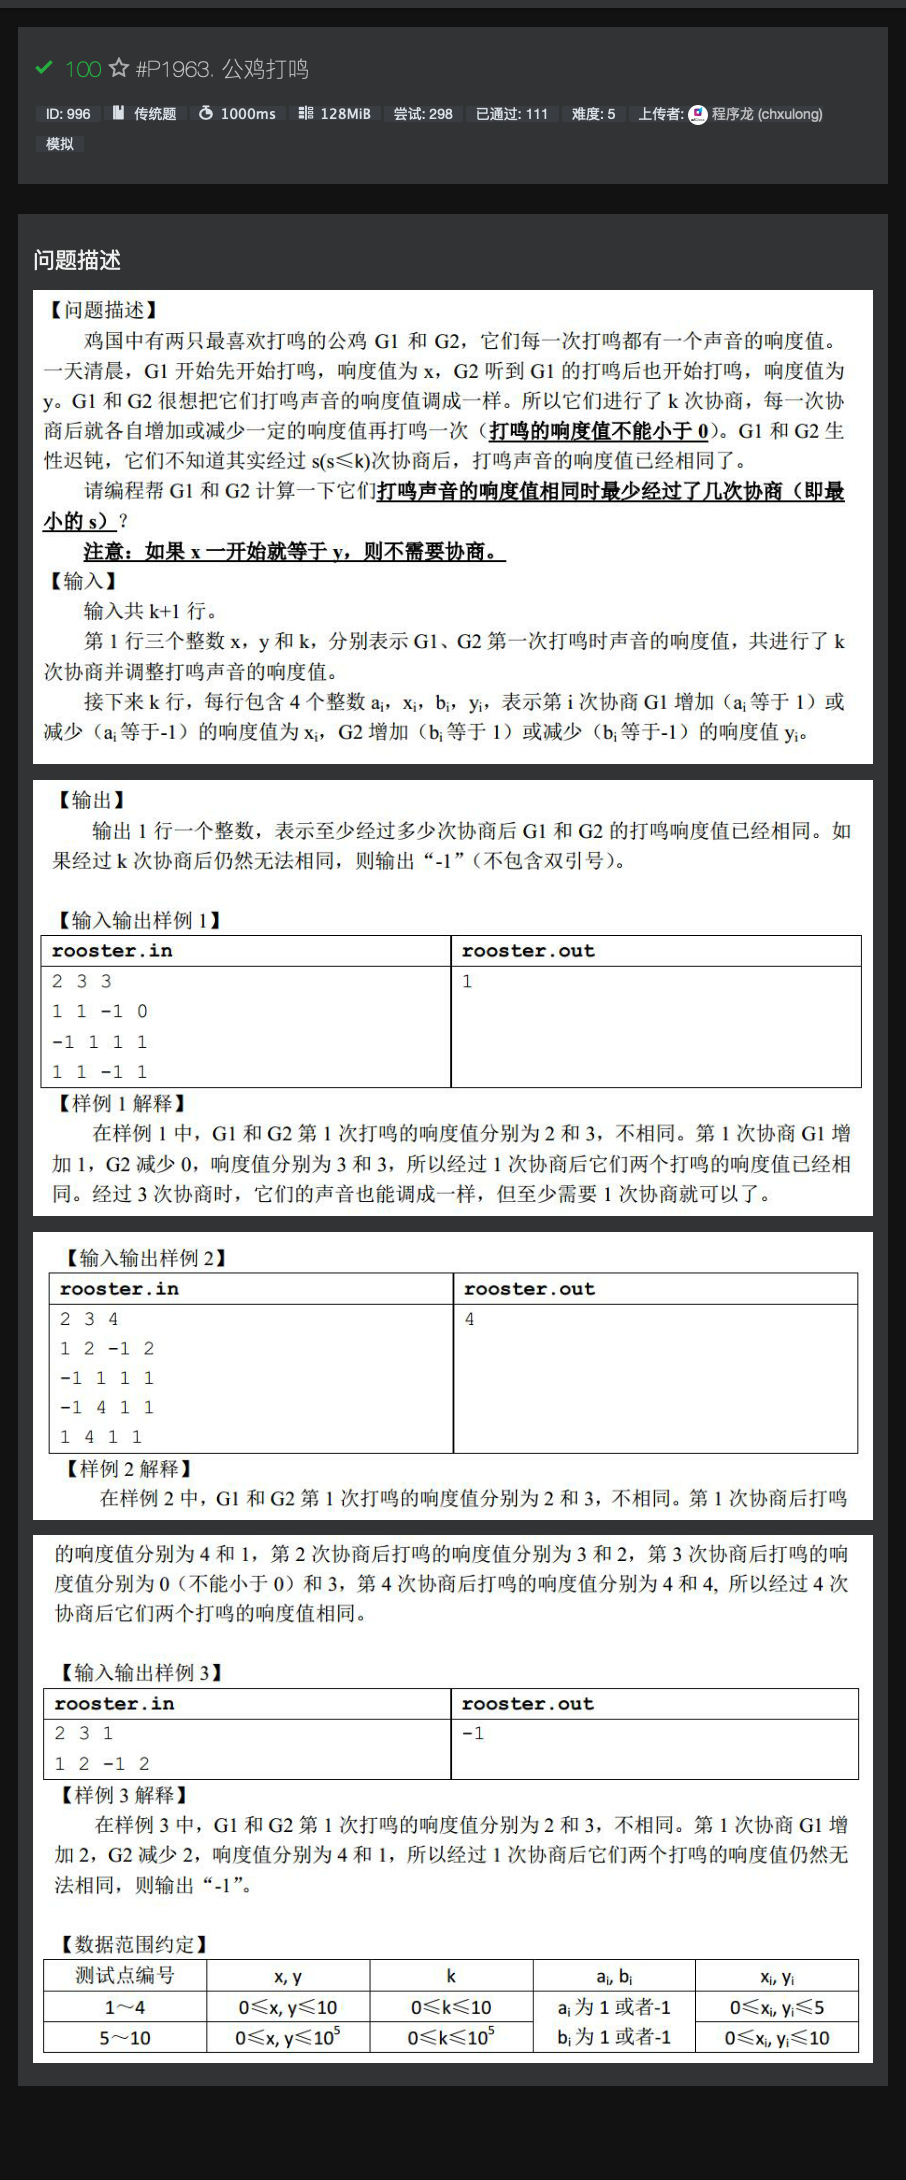 100 #P1963. 公鸡打鸣
ID: 996 传统题 1000ms 128MiB 尝试: 298 已通过: 111 难度: 5 上传者: 程序龙 (chxulong)
模拟
问题描述
【问题描述】
鸡国中有两只最喜欢打鸣的公鸡 G1 和 G2，它们每一次打鸣都有一个声音的响度值。
一天清晨，G1 开始先开始打鸣，响度值为 x，G2 听到 G1 的打鸣后也开始打鸣，响度值为
y。G1 和 G2 很想把它们打鸣声音的响度值调成一样。所以它们进行了 k 次协商，每一次协
商后就各自增加或减少一定的响度值再打鸣一次（打鸣的响度值不能小于 0）。G1 和 G2 生
性迟钝，它们不知道其实经过 s(s≤k)次协商后，打鸣声音的响度值已经相同了。
请编程帮 G1 和 G2 计算一下它们打鸣声音的响度值相同时最少经过了几次协商（即最
小的 s）？
注意：如果 x 一开始就等于 y，则不需要协商。
【输入】
输入共 k+1 行。
第 1 行三个整数 x，y 和 k，分别表示 G1、G2 第一次打鸣时声音的响度值，共进行了 k
次协商并调整打鸣声音的响度值。
接下来 k 行，每行包含 4 个整数 ai，xi，bi，yi，表示第 i 次协商 G1 增加（ai 等于 1）或
减少（ai 等于-1）的响度值为 xi，G2 增加（bi 等于 1）或减少（bi 等于-1）的响度值 yi。
【输出】
输出 1 行一个整数，表示至少经过多少次协商后 G1 和 G2 的打鸣响度值已经相同。如
果经过 k 次协商后仍然无法相同，则输出“-1”（不包含双引号）。
【输入输出样例 1】
rooster.in rooster.out
2 3 3 1
1 1 -1 0
-1 1 1 1
1 1 -1 1
【样例 1 解释】
在样例 1 中，G1 和 G2 第 1 次打鸣的响度值分别为 2 和 3，不相同。第 1 次协商 G1 增
加 1，G2 减少 0，响度值分别为 3 和 3，所以经过 1 次协商后它们两个打鸣的响度值已经相
同。经过 3 次协商时，它们的声音也能调成一样，但至少需要 1 次协商就可以了。
【输入输出样例 2】
rooster.in rooster.out
2 3 4 4
1 2 -1 2
-1 1 1 1
-1 4 1 1
1 4 1 1
【样例 2 解释】
在样例 2 中，G1 和 G2 第 1 次打鸣的响度值分别为 2 和 3，不相同。第 1 次协商后打鸣
的响度值分别为 4 和 1，第 2 次协商后打鸣的响度值分别为 3 和 2，第 3 次协商后打鸣的响
度值分别为 0（不能小于 0）和 3，第 4 次协商后打鸣的响度值分别为 4 和 4, 所以经过 4 次
协商后它们两个打鸣的响度值相同。
【输入输出样例 3】
rooster.in rooster.out
2 3 1 -1
1 2 -1 2
【样例 3 解释】
在样例 3 中，G1 和 G2 第 1 次打鸣的响度值分别为 2 和 3，不相同。第 1 次协商 G1 增
加 2，G2 减少 2，响度值分别为 4 和 1，所以经过 1 次协商后它们两个打鸣的响度值仍然无
法相同，则输出“-1”。
【数据范围约定】
测试点编号 x, y k ai, bi xi, yi
1～4 0≤x, y≤10 0≤k≤10 ai 为 1 或者-1 0≤xi, yi≤5
5～10 0≤x, y≤10^5 0≤k≤10^5 bi 为 1 或者-1 0≤xi, yi≤10